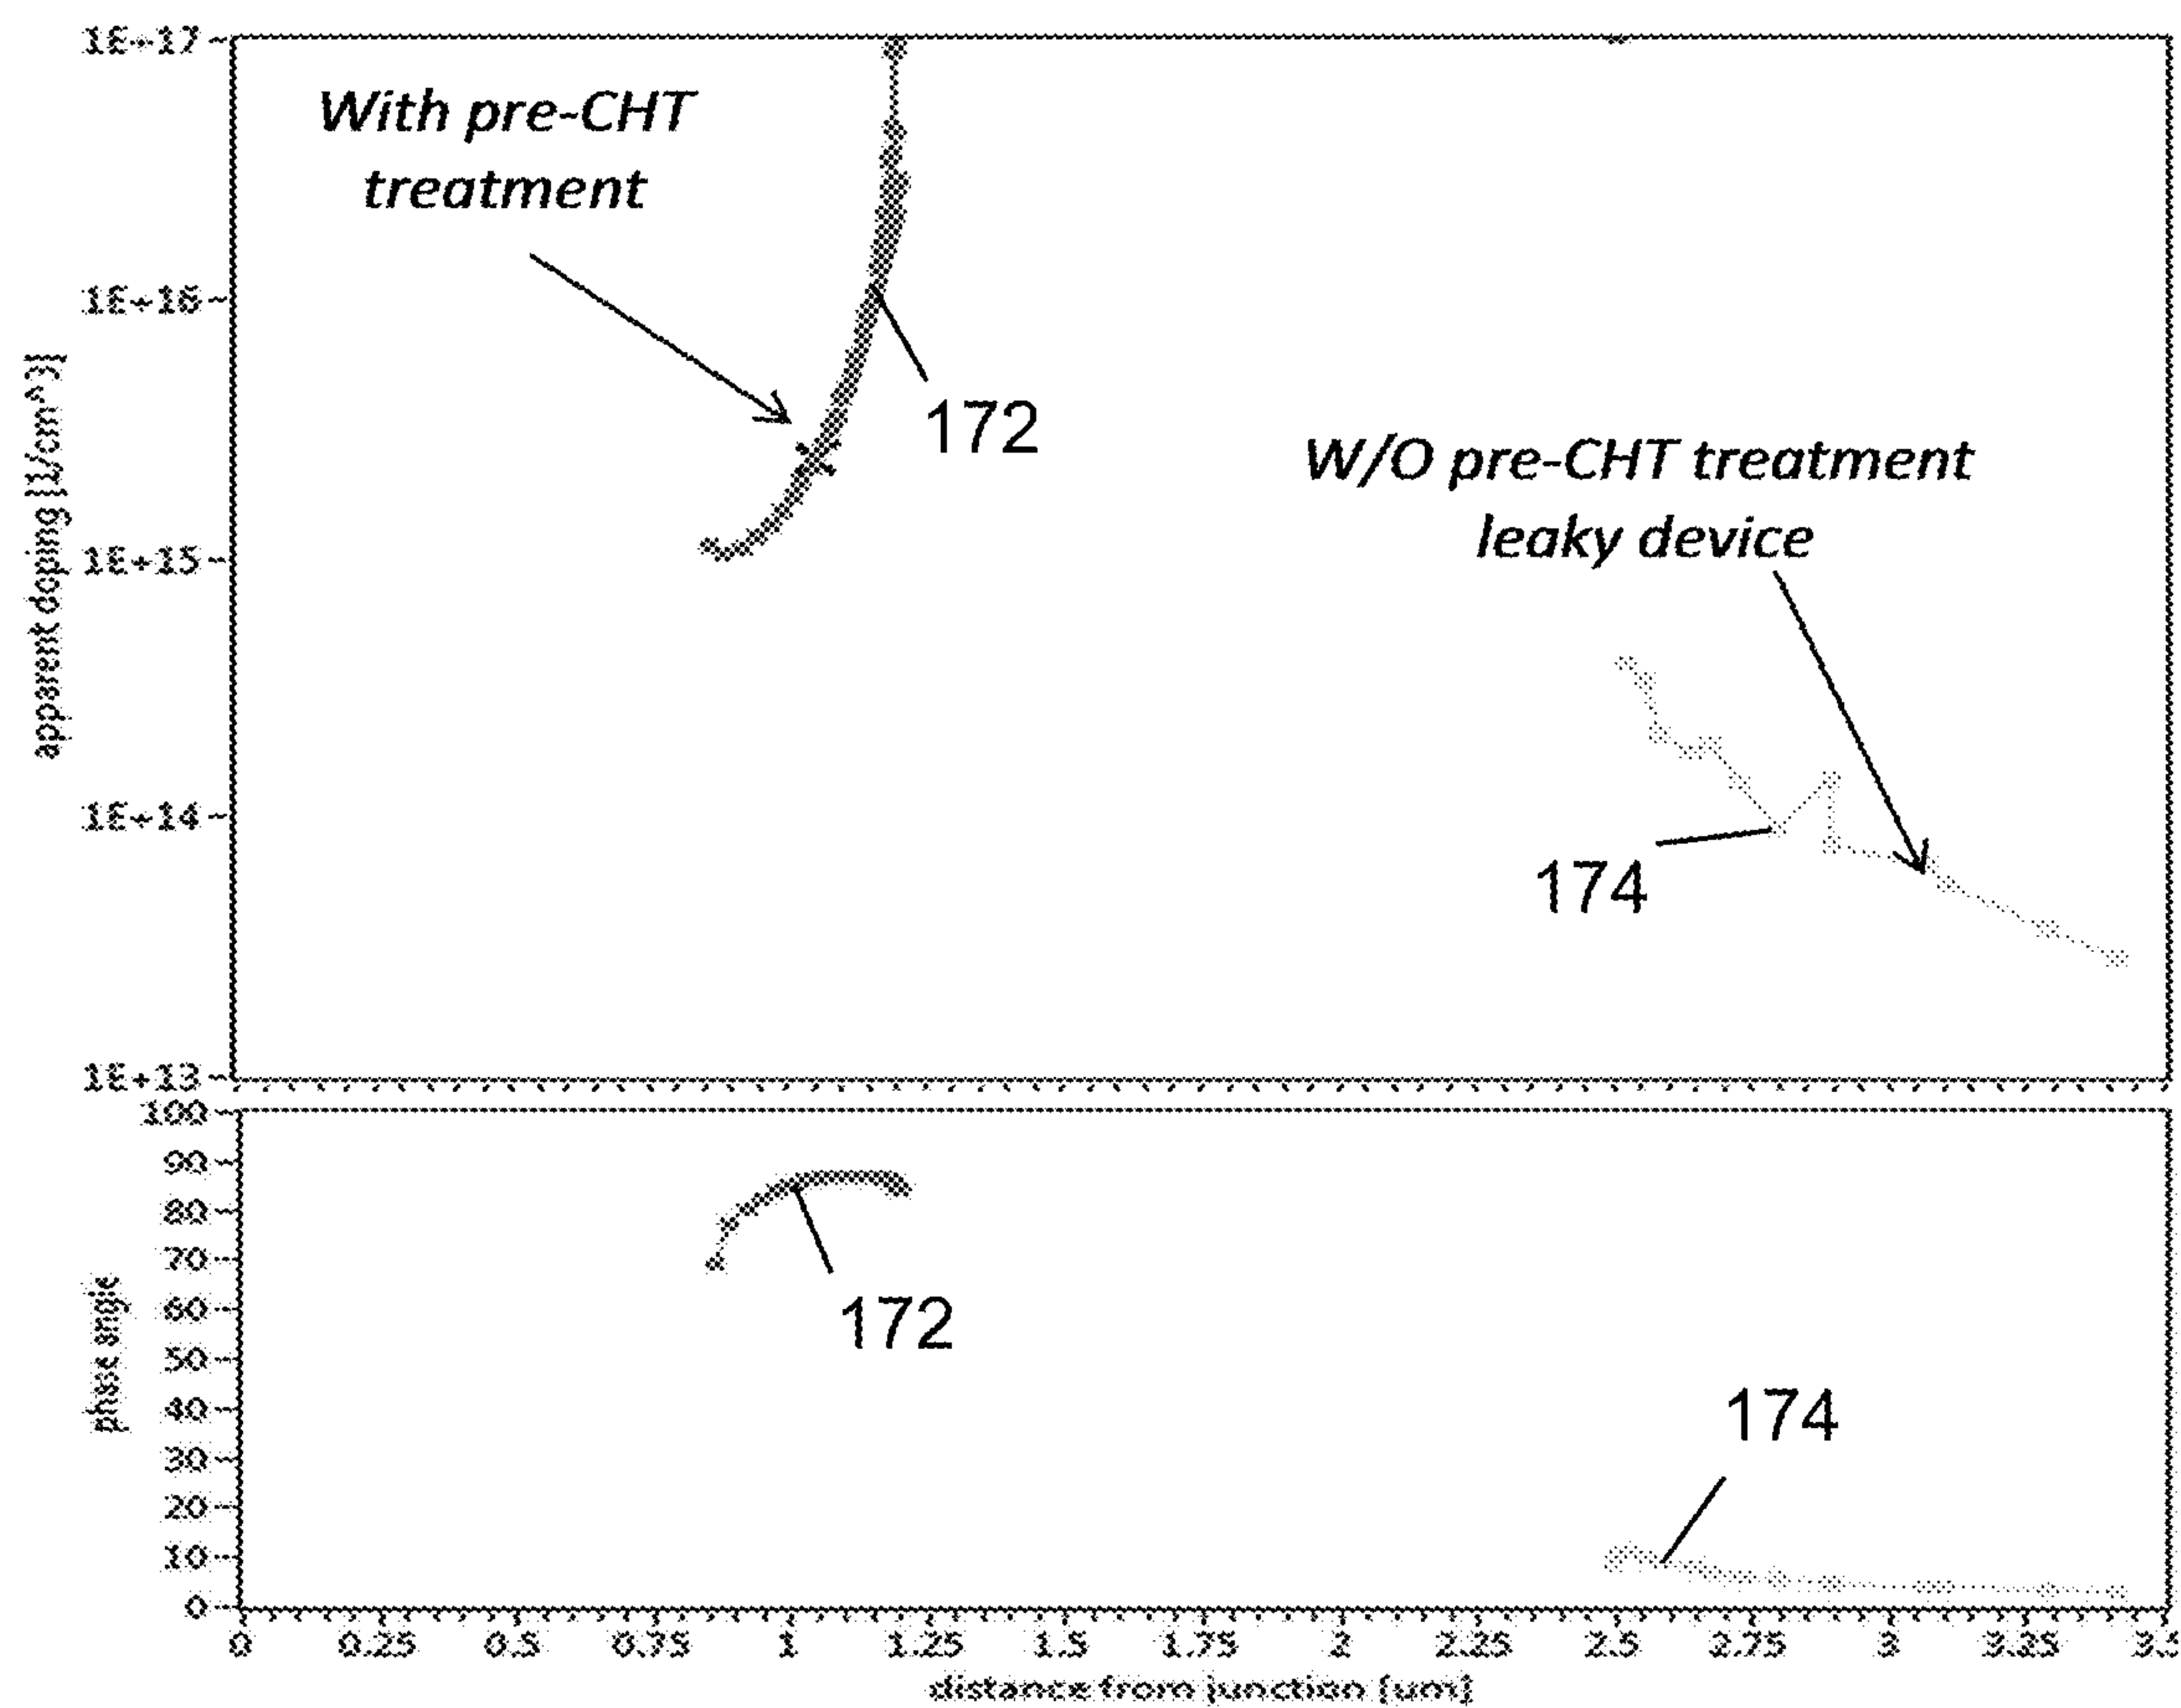 1E+17
With pre-CHT
treatment
1E+16
172
apparent doping [1/cm^3]
W/O pre-CHT treatment
leaky device
1E+15
1E+14
174
1E+13
100
90
80
70
60
50
40
30
20
10
0
phase angle
172
174
0 0.25 0.5 0.75 1 1.25 1.5 1.75 2 2.25 2.5 2.75 3 3.25 3.5
distance from junction [um]